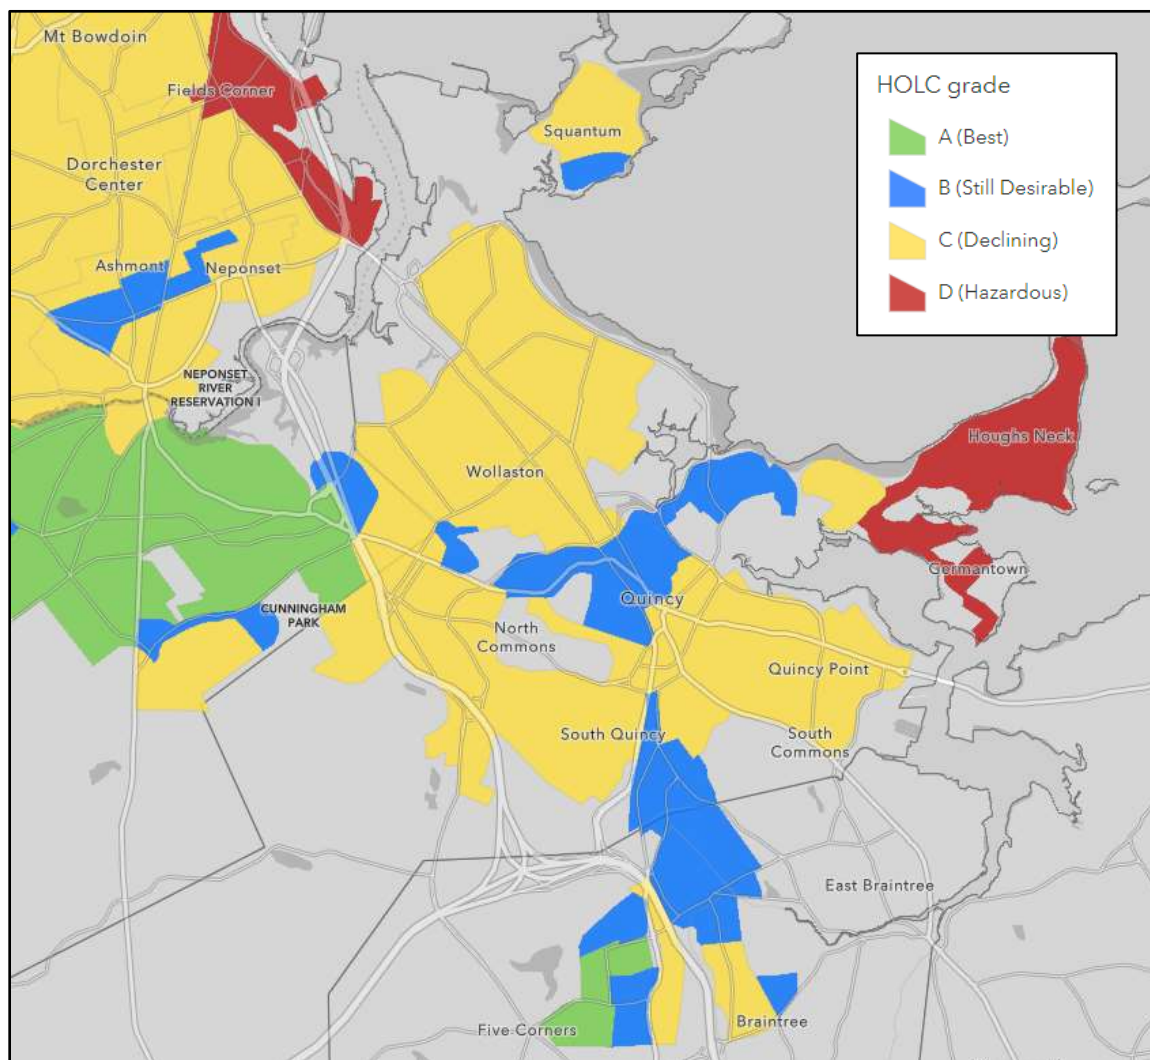 Mt Bowdoin
HOLC grade
Fields Corner
A (Best)
Squantum
B (Still Desirable)
Dorchester
Center
C (Declining)
Ashmont
Neponset
D (Hazardous)
NEPONSET
RIVER
RESERVATION I
Houghs Neck
Wollaston
Germantown
CUNNINGHAM
PARK
Quincy
North
Commons
Quincy Point
South Quincy
South
Commons
East Braintree
Braintree
Five Corners